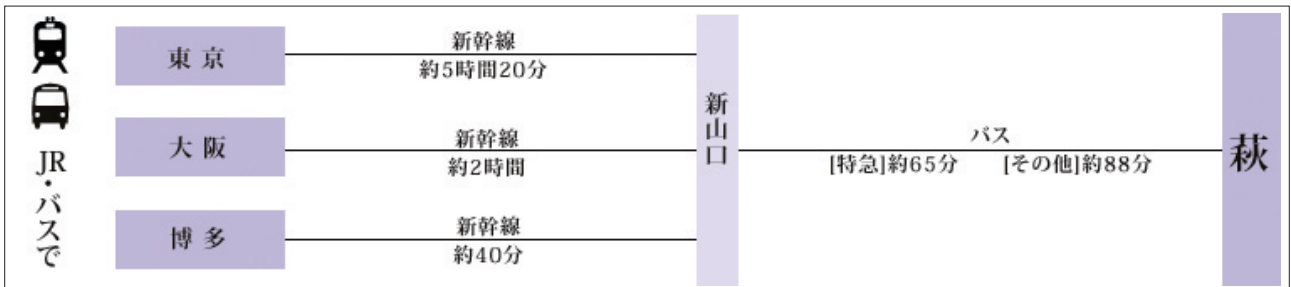 JR・バスで
東京
新幹線
約5時間20分
大阪
新幹線
約2時間
博多
新幹線
約40分
新山口
バス
[特急]約65分 [その他]約88分
萩